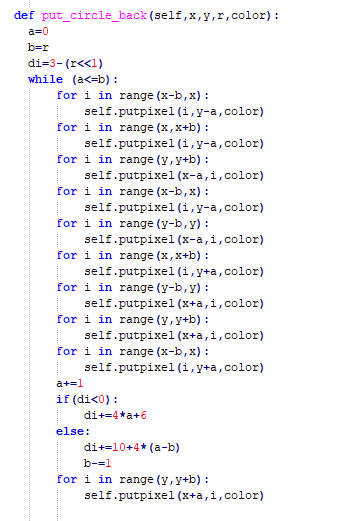 def put_circle_back(self,x,y,r,color):
a=0
b=r
di=3-(r<<1)
while (a<=b):
for i in range(x-b,x):
self.putpixel(i,y-a,color)
for i in range(x,x+b):
self.putpixel(i,y-a,color)
for i in range(y,y+b):
self.putpixel(x-a,i,color)
for i in range(x-b,x):
self.putpixel(i,y-a,color)
for i in range(y-b,y):
self.putpixel(x-a,i,color)
for i in range(x,x+b):
self.putpixel(i,y+a,color)
for i in range(y-b,y):
self.putpixel(x+a,i,color)
for i in range(y,y+b):
self.putpixel(x+a,i,color)
for i in range(x-b,x):
self.putpixel(i,y+a,color)
a+=1
if(di<0):
di+=4*a+6
else:
di+=10+4*(a-b)
b-=1
for i in range(y,y+b):
self.putpixel(x+a,i,color)